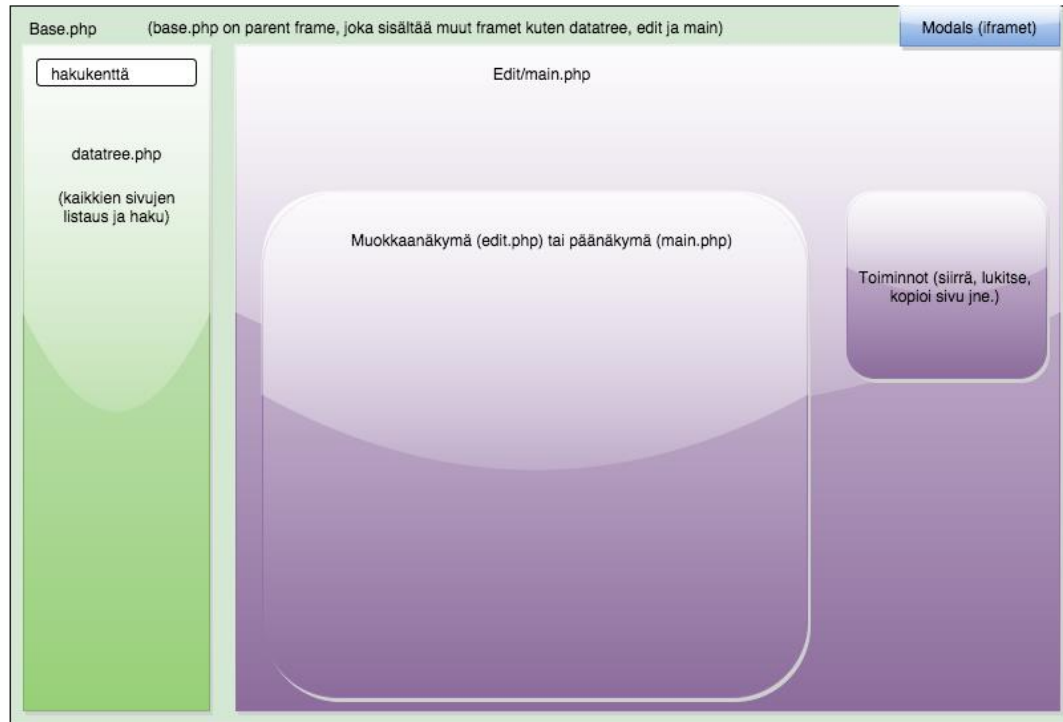 Base.php
(base.php on parent frame, joka sisältää muut framet kuten datatree, edit ja main)
Modals (iframet)
hakukenttä
datatree.php
(kaikkien sivujen
listaus ja haku)
Edit/main.php
Muokkaanäkymä (edit.php) tai päänäkymä (main.php)
Toiminnot (siirrä, lukitse,
kopioi sivu jne.)